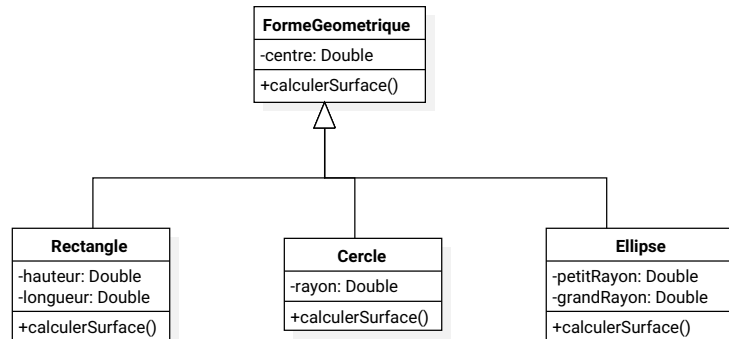 FormeGeometrique
-centre: Double
+calculerSurface()
Rectangle
-hauteur: Double
-longueur: Double
+calculerSurface()
Cercle
-rayon: Double
+calculerSurface()
Ellipse
-petitRayon: Double
-grandRayon: Double
+calculerSurface()